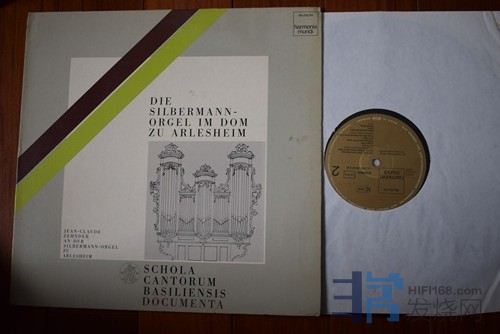 harmonia
mundi
DIE
SILBERMANN-
ORGEL IM DOM
ZU ARLESHEIM
JEAN-CLAUDE
ZEHNDER
AN DER
SILBERMANN-ORGEL
ZU
ARLESHEIM
SCHOLA
CANTORUM
BASILIENSIS
DOCUMENTA
2
HIFI168.com
发烧网